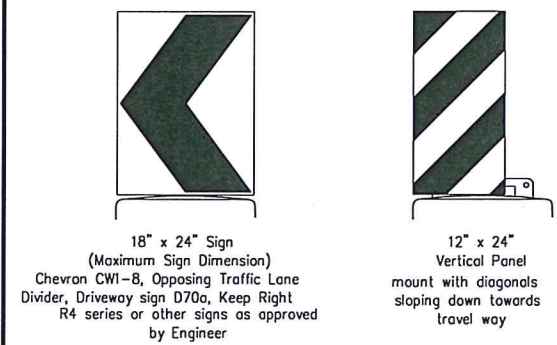 18" x 24" Sign
(Maximum Sign Dimension)
Chevron CW1-8, Opposing Traffic Lane
Divider, Driveway sign D70a, Keep Right
R4 series or other signs as approved
by Engineer
12" x 24"
Vertical Panel
mount with diagonals
sloping down towards
travel way